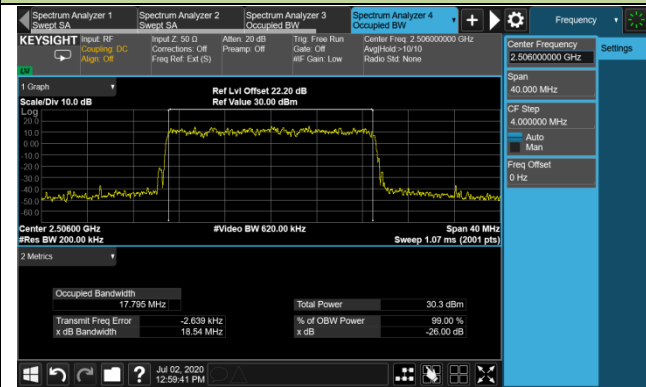 Spectrum Analyzer 1
Swept SA
Spectrum Analyzer 2
Swept SA
Spectrum Analyzer 3
Occupied BW
Spectrum Analyzer 4
Occupied BW
Frequency
KEYSIGHT
Input: RF
Coupling: DC
Align: Off
Input Z: 50 Ω
Corrections: Off
Freq Ref: Ext (S)
Atten: 20 dB
Preamp: Off
Trig: Free Run
Gate: Off
#IF Gain: Low
Center Freq: 2.506000000 GHz
Avg|Hold:>10/10
Radio Std: None
LVI
Center Frequency
2.506000000 GHz
Settings
Span
40.000 MHz
CF Step
4.000000 MHz
Auto
Man
Freq Offset
0 Hz
1 Graph
Scale/Div 10.0 dB
Ref Lvl Offset 22.20 dB
Ref Value 30.00 dBm
Log
20.0
10.0
0.00
-10.0
-20.0
-30.0
-40.0
-50.0
-60.0
Center 2.50600 GHz
#Video BW 620.00 kHz
Span 40 MHz
#Res BW 200.00 kHz
Sweep 1.07 ms (2001 pts)
2 Metrics
Occupied Bandwidth
17.795 MHz
Total Power
30.3 dBm
Transmit Freq Error
-2.639 kHz
% of OBW Power
99.00 %
x dB Bandwidth
18.54 MHz
x dB
-26.00 dB
?
Jul 02, 2020
12:59:41 PM